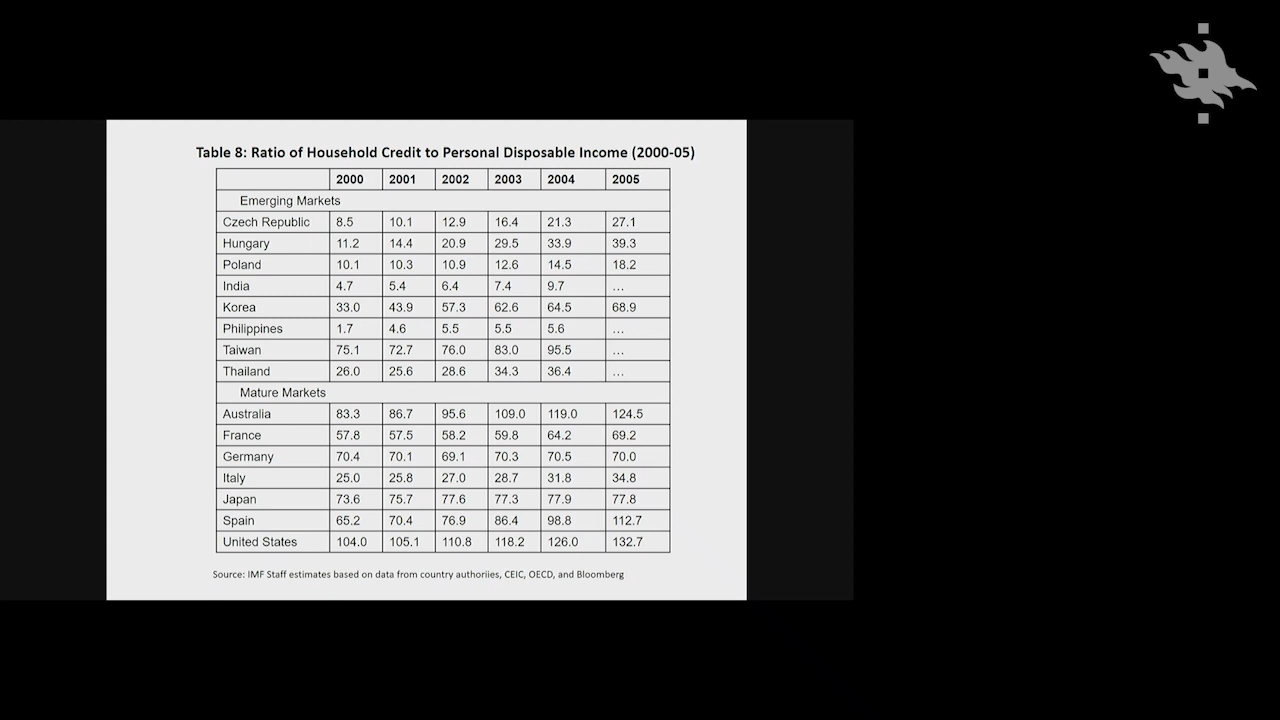 Table 8: Ratio of Household Credit to Personal Disposable Income (2000-05)
2000 2001 2002 2003 2004 2005
Emerging Markets
Czech Republic 8.5 10.1 12.9 16.4 21.3 27.1
Hungary 11.2 14.4 20.9 29.5 33.9 39.3
Poland 10.1 10.3 10.9 12.6 14.5 18.2
India 4.7 5.4 6.4 7.4 9.7 ...
Korea 33.0 43.9 57.3 62.6 64.5 68.9
Philippines 1.7 4.6 5.5 5.5 5.6 ...
Taiwan 75.1 72.7 76.0 83.0 95.5 ...
Thailand 26.0 25.6 28.6 34.3 36.4 ...
Mature Markets
Australia 83.3 86.7 95.6 109.0 119.0 124.5
France 57.8 57.5 58.2 59.8 64.2 69.2
Germany 70.4 70.1 69.1 70.3 70.5 70.0
Italy 25.0 25.8 27.0 28.7 31.8 34.8
Japan 73.6 75.7 77.6 77.3 77.9 77.8
Spain 65.2 70.4 76.9 86.4 98.8 112.7
United States 104.0 105.1 110.8 118.2 126.0 132.7
Source: IMF Staff estimates based on data from country authoriies, CEIC, OECD, and Bloomberg